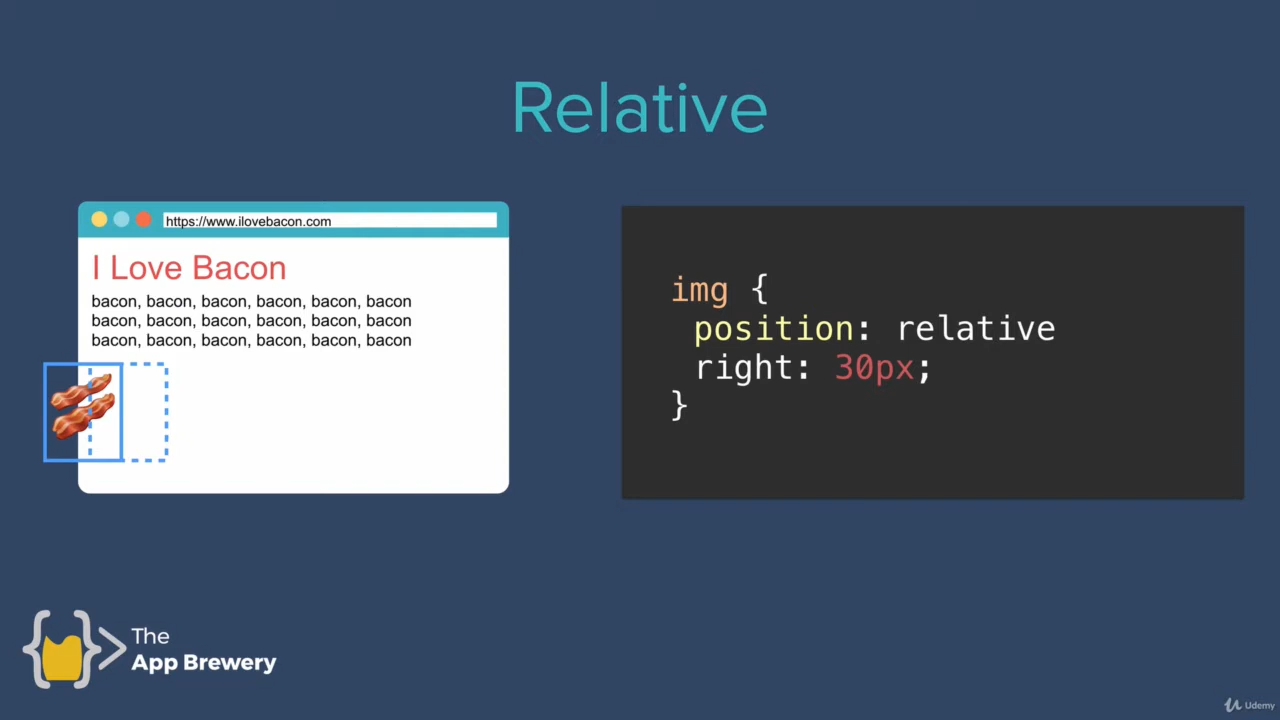 Relative
https://www.ilovebacon.com
I Love Bacon
bacon, bacon, bacon, bacon, bacon, bacon
bacon, bacon, bacon, bacon, bacon, bacon
bacon, bacon, bacon, bacon, bacon, bacon
img {
position: relative
right: 30px;
}
The
App Brewery
Udemy